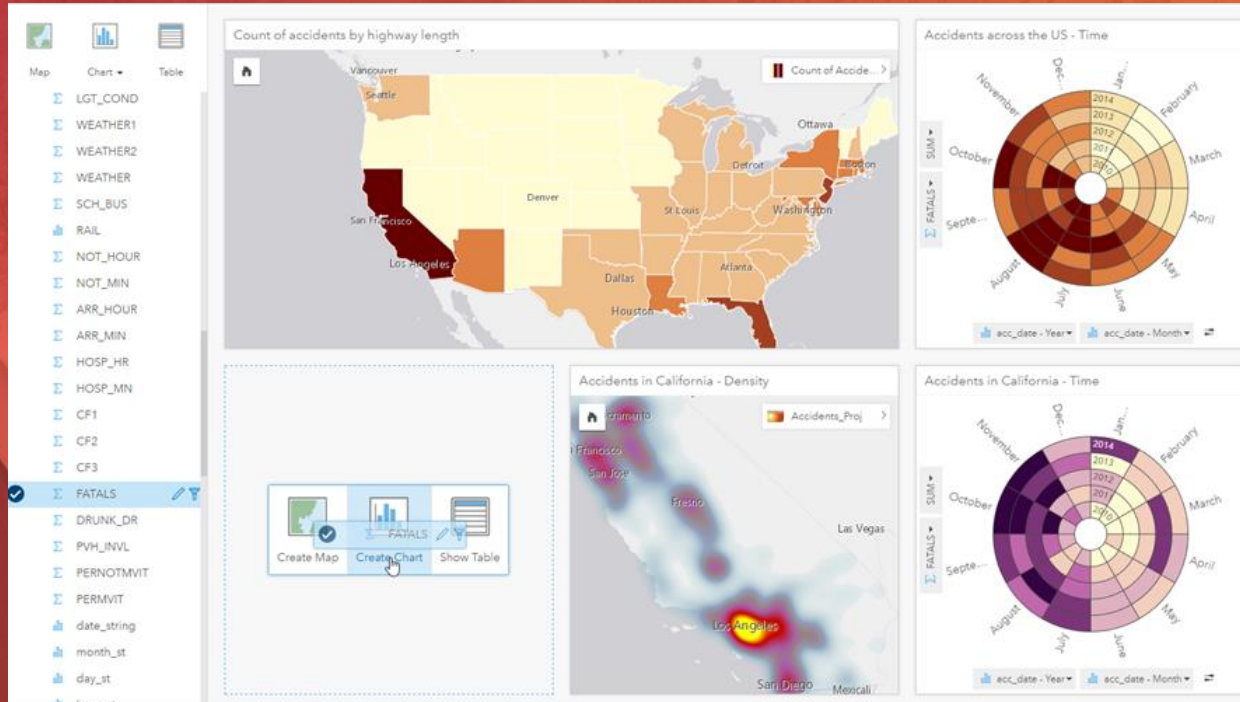 Map
Chart
Table
LGT_COND
WEATHER1
WEATHER2
WEATHER
SCH_BUS
RAIL
NOT_HOUR
NOT_MIN
ARR_HOUR
ARR_MIN
HOSP_HR
HOSP_MN
CF1
CF2
CF3
FATALS
DRUNK_DR
PVH_INVL
PERNOTMVIT
PERMVIT
date_string
month_st
day_st
Count of accidents by highway length
Count of Accide...
Vancouver
Seattle
Ottawa
Detroit
Boston
Denver
St Louis
Washington
San Francisco
Los Angeles
Dallas
Atlanta
Houston
Accidents across the US - Time
Dec...
Jan...
November
February
October
March
Septe...
April
August
May
July
June
2014
2013
2012
2011
2010
SUM
Σ FATALS
acc_date - Year
acc_date - Month
FATALS
Create Map
Create Chart
Show Table
Accidents in California - Density
Accidents_Proj
San Jose
Fresno
Las Vegas
Los Angeles
San Diego
Mexicali
Accidents in California - Time
Dec...
Jan...
November
February
October
March
Septe...
April
August
May
July
June
2014
2013
2012
2010
SUM
Σ FATALS
acc_date - Year
acc_date - Month